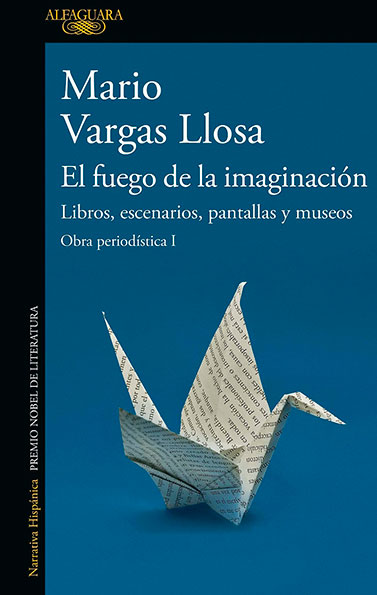 ALFAGUARA
Mario
Vargas Llosa
El fuego de la imaginación
Libros, escenarios, pantallas y museos
Obra periodística I
Narrativa Hispánica PREMIO NOBEL DE LITERATURA